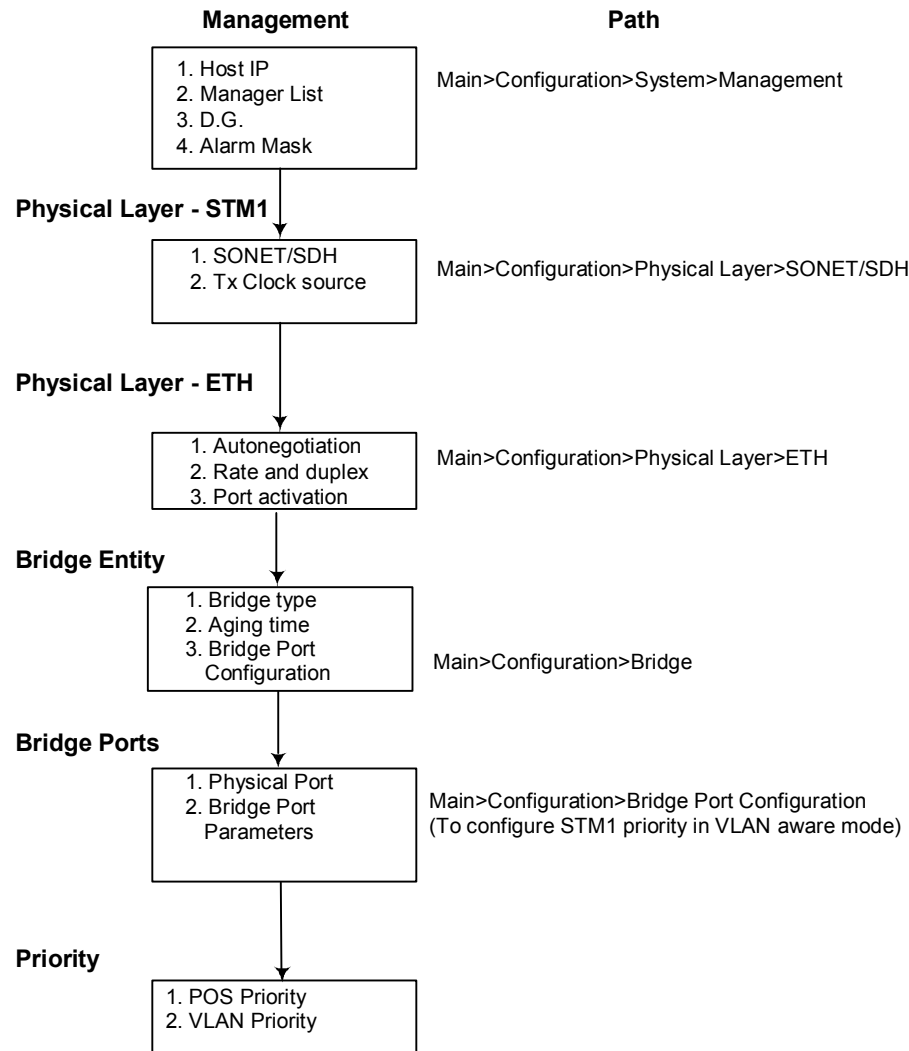 Management
Path
1. Host IP
2. Manager List
3. D.G.
4. Alarm Mask
Main>Configuration>System>Management
Physical Layer - STM1
1. SONET/SDH
2. Tx Clock source
Main>Configuration>Physical Layer>SONET/SDH
Physical Layer - ETH
1. Autonegotiation
2. Rate and duplex
3. Port activation
Main>Configuration>Physical Layer>ETH
Bridge Entity
1. Bridge type
2. Aging time
3. Bridge Port
Configuration
Main>Configuration>Bridge
Bridge Ports
1. Physical Port
2. Bridge Port
Parameters
Main>Configuration>Bridge Port Configuration
(To configure STM1 priority in VLAN aware mode)
Priority
1. POS Priority
2. VLAN Priority